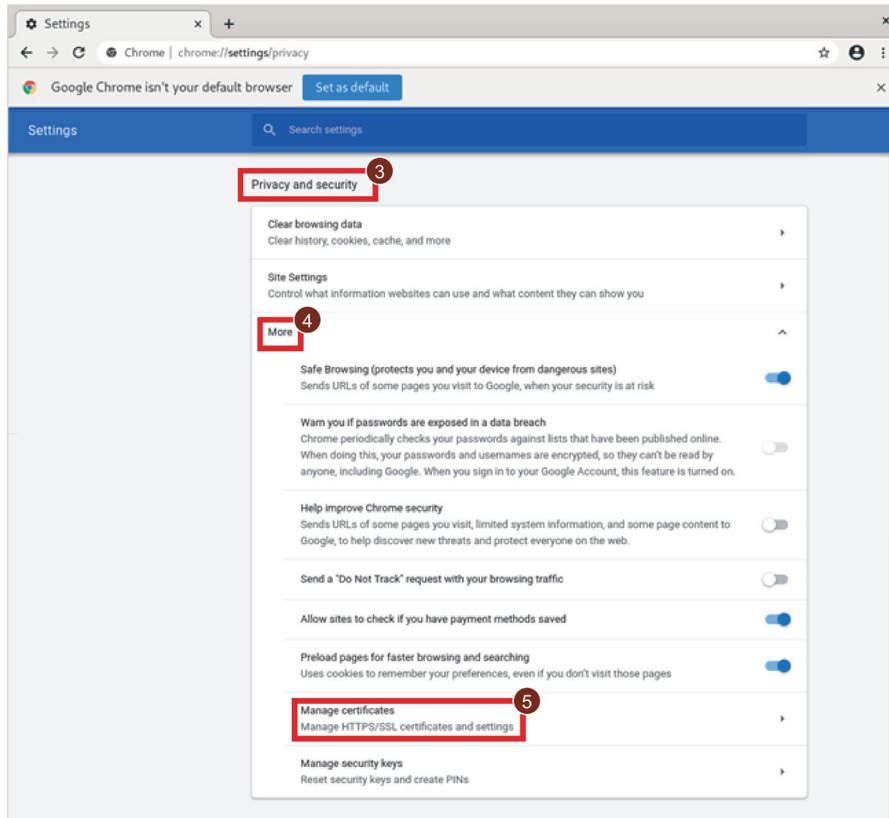 Settings
Chrome | chrome://settings/privacy
Google Chrome isn't your default browser Set as default
Settings Search settings
3
Privacy and security
Clear browsing data
Clear history, cookies, cache, and more
Site Settings
Control what information websites can use and what content they can show you
4
More
Safe Browsing (protects you and your device from dangerous sites)
Sends URLs of some pages you visit to Google, when your security is at risk
Warn you if passwords are exposed in a data breach
Chrome periodically checks your passwords against lists that have been published online.
When doing this, your passwords and usernames are encrypted, so they can't be read by
anyone, including Google. When you sign in to your Google Account, this feature is turned on.
Help improve Chrome security
Sends URLs of some pages you visit, limited system information, and some page content to
Google, to help discover new threats and protect everyone on the web.
Send a "Do Not Track" request with your browsing traffic
Allow sites to check if you have payment methods saved
Preload pages for faster browsing and searching
Uses cookies to remember your preferences, even if you don't visit those pages
5
Manage certificates
Manage HTTPS/SSL certificates and settings
Manage security keys
Reset security keys and create PINs